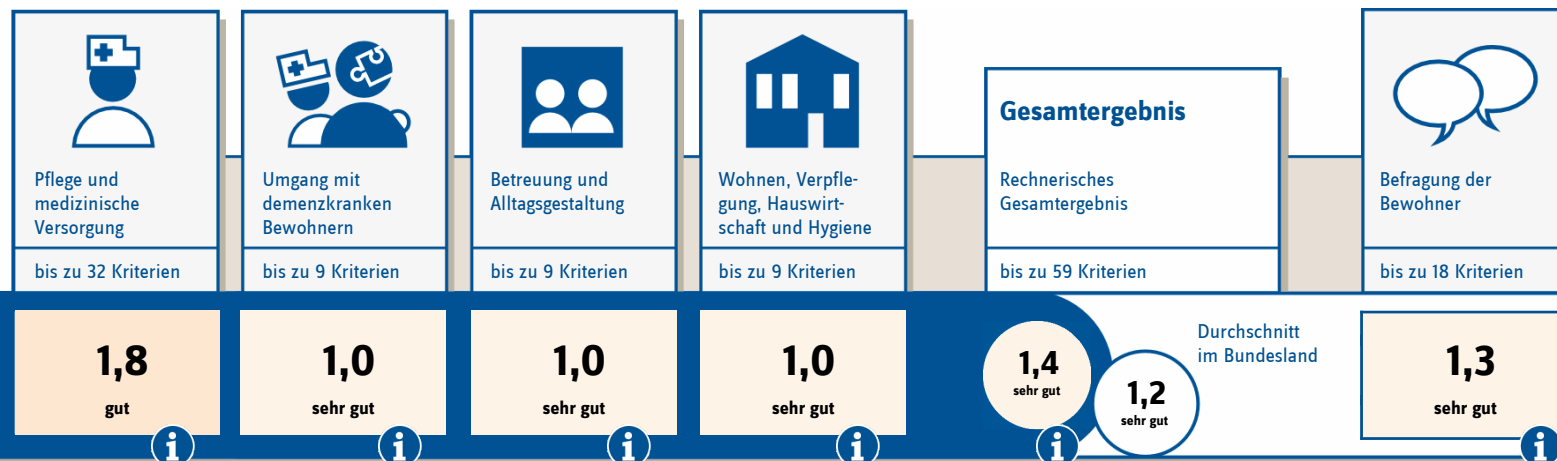 Pflege und
medizinische
Versorgung
bis zu 32 Kriterien
1,8
gut
i
Umgang mit
demenzkranken
Bewohnern
bis zu 9 Kriterien
1,0
sehr gut
i
Betreuung und
Alltagsgestaltung
bis zu 9 Kriterien
1,0
sehr gut
i
Wohnen, Verpfle-
gung, Hauswirt-
schaft und Hygiene
bis zu 9 Kriterien
1,0
sehr gut
i
Gesamtergebnis
Rechnerisches
Gesamtergebnis
bis zu 59 Kriterien
1,4
sehr gut
i
Durchschnitt
im Bundesland
1,2
sehr gut
Befragung der
Bewohner
bis zu 18 Kriterien
1,3
sehr gut
i